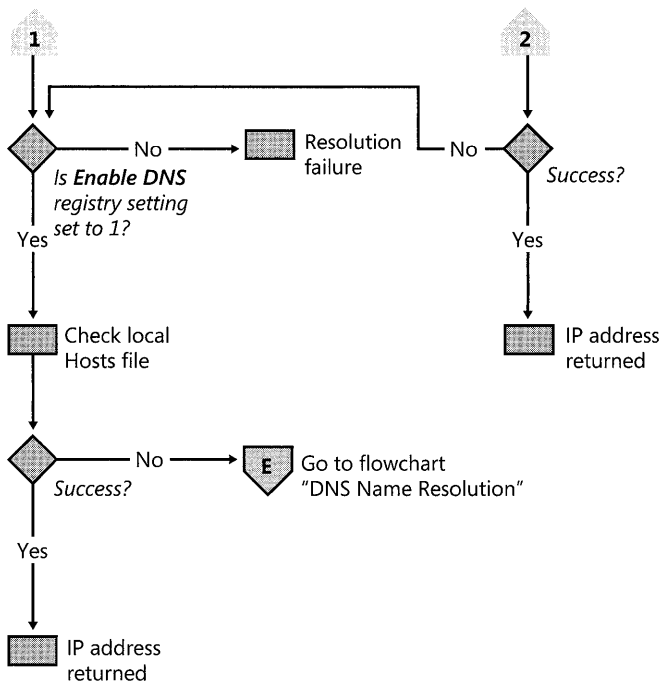 1
2
No
Resolution
failure
No
Success?
Is Enable DNS
registry setting
set to 1?
Yes
Yes
Check local
Hosts file
IP address
returned
No
E
Go to flowchart
“DNS Name Resolution”
Success?
Yes
IP address
returned